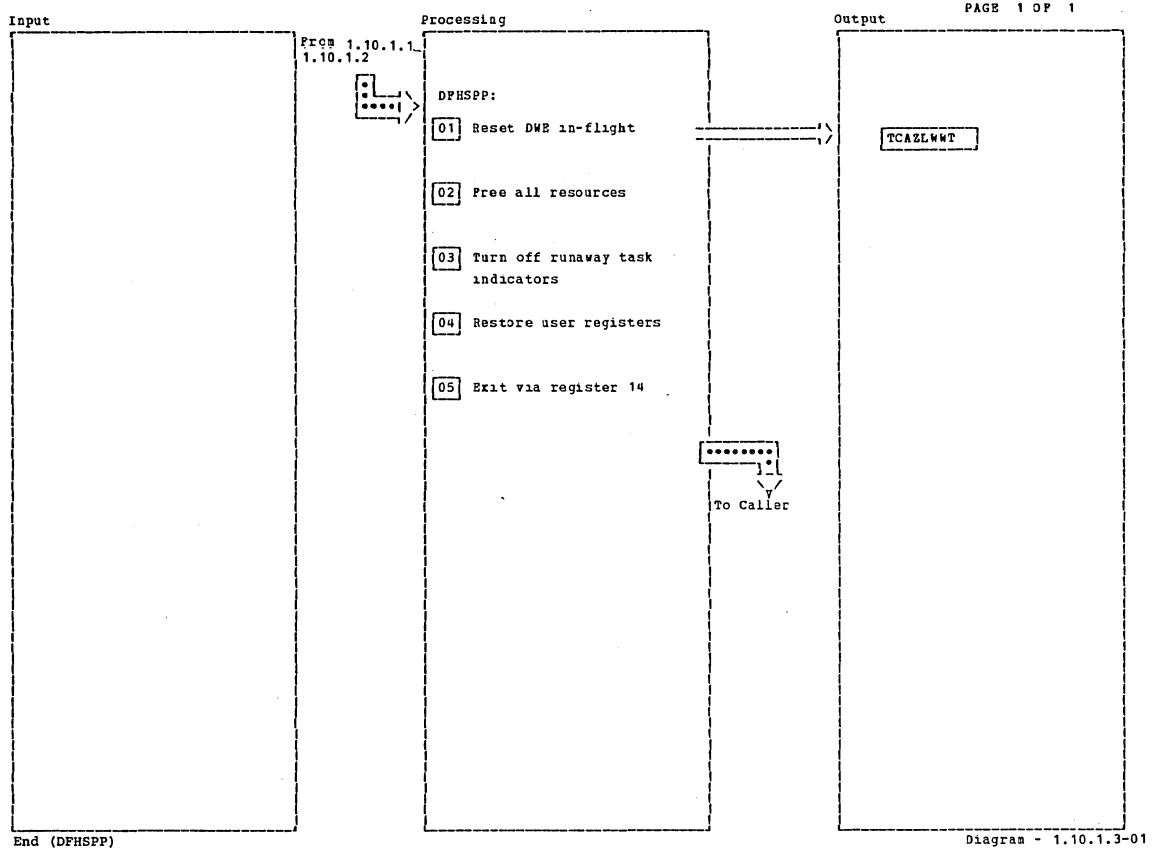 PAGE 1 OF 1
Input
Processing
Output
From 1.10.1.1
1.10.1.2
DFHSPP:
01 Reset DWE in-flight
TCAZLWWT
02 Free all resources
03 Turn off runaway task
indicators
04 Restore user registers
05 Exit via register 14
To Caller
End (DFHSPP)
Diagram - 1.10.1.3-01